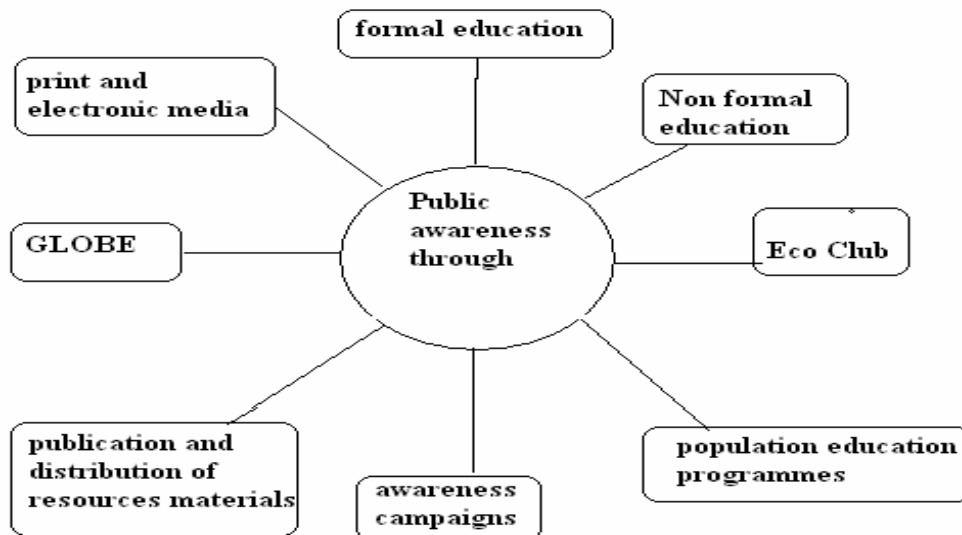 formal education
print and
electronic media
Non formal
education
Public
awareness
through
GLOBE
Eco Club
publication and
distribution of
resources materials
awareness
campaigns
population education
programmes